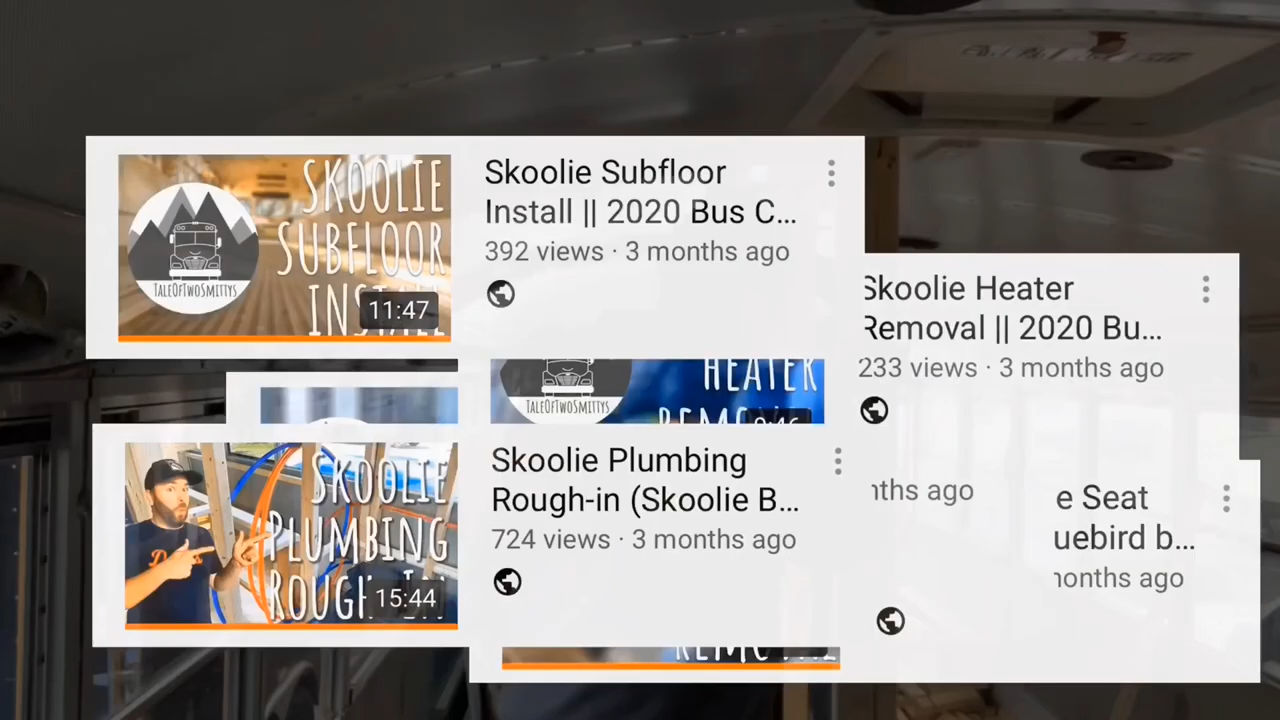 SKOOLIE
SUBFLOOR
INSTALL
TALEOFTWOSMITTYS
11:47
Skoolie Subfloor
Install || 2020 Bus C...
392 views · 3 months ago
Skoolie Heater
Removal || 2020 Bu...
233 views · 3 months ago
HEATER
TALEOFTWOSMITTYS
SKOOLIE
PLUMBING
ROUGH-IN
15:44
Skoolie Plumbing
Rough-in (Skoolie B...
724 views · 3 months ago
ago
e Seat
uebird b...
ago